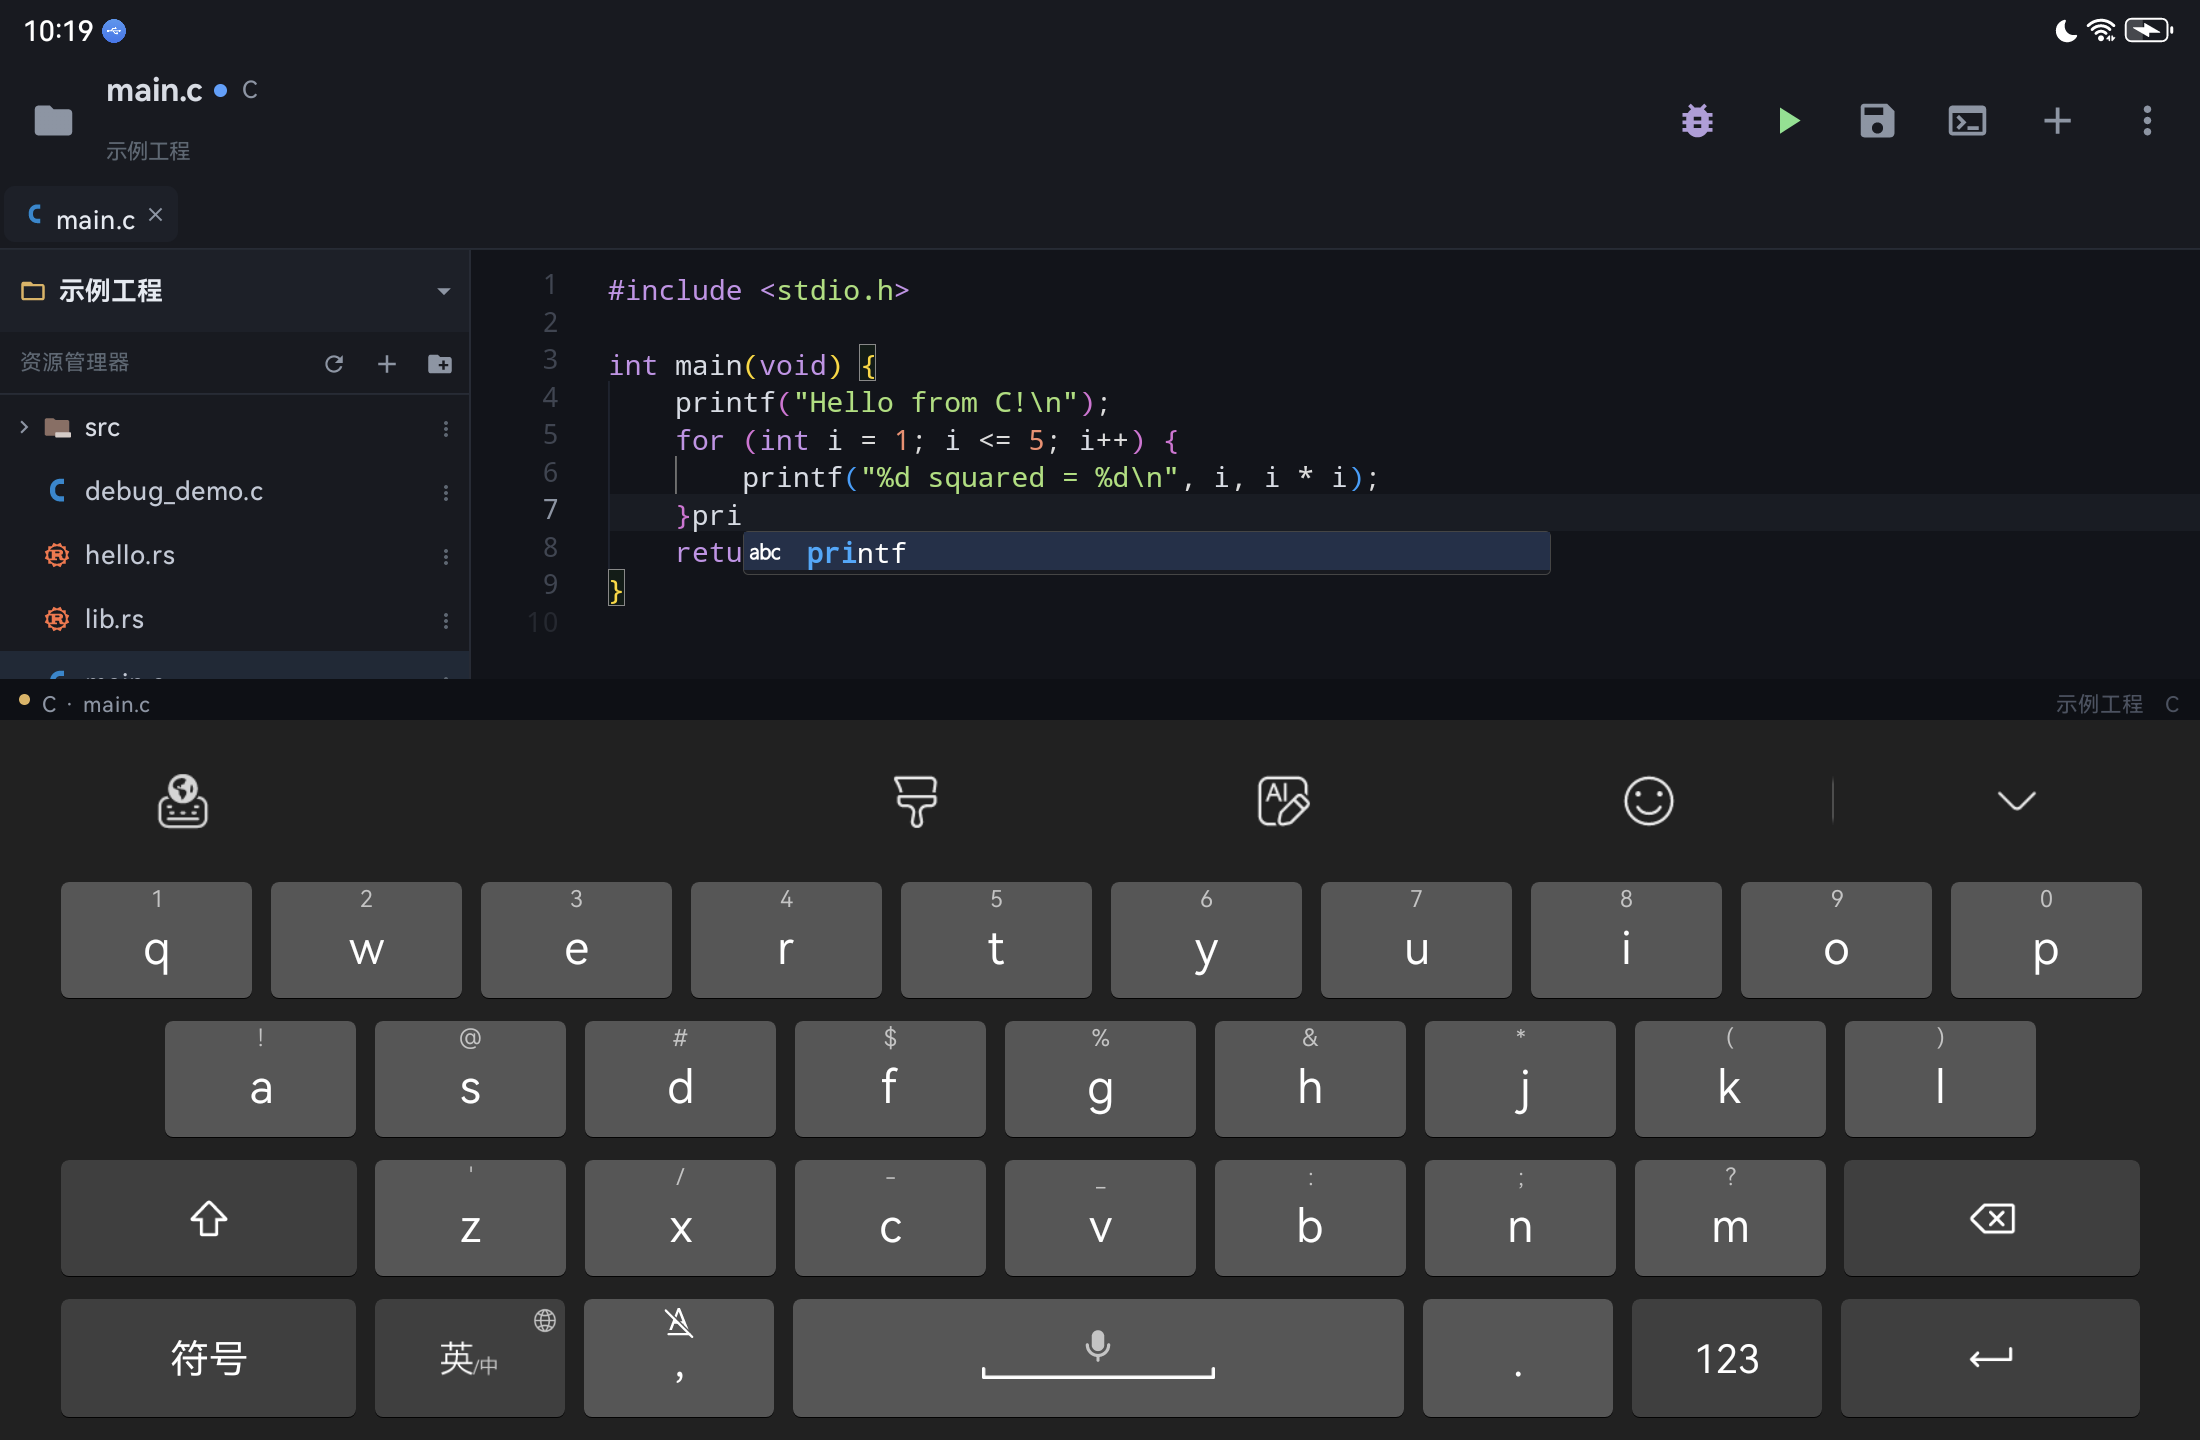 10:19
main.c C
示例工程
main.c
示例工程
资源管理器
src
debug_demo.c
hello.rs
lib.rs
main.c
1 #include <stdio.h>
2
3 int main(void) {
4 printf("Hello from C!\n");
5 for (int i = 1; i <= 5; i++) {
6 printf("%d squared = %d\n", i, i * i);
7 }pri
8 retu
abc printf
9 }
10
C · main.c
示例工程 C
AI
1 2 3 4 5 6 7 8 9 0
q w e r t y u i o p
! @ # $ % & * ( )
a s d f g h j k l
' / - _ : ; ?
z x c v b n m
符号 英/中 , . 123